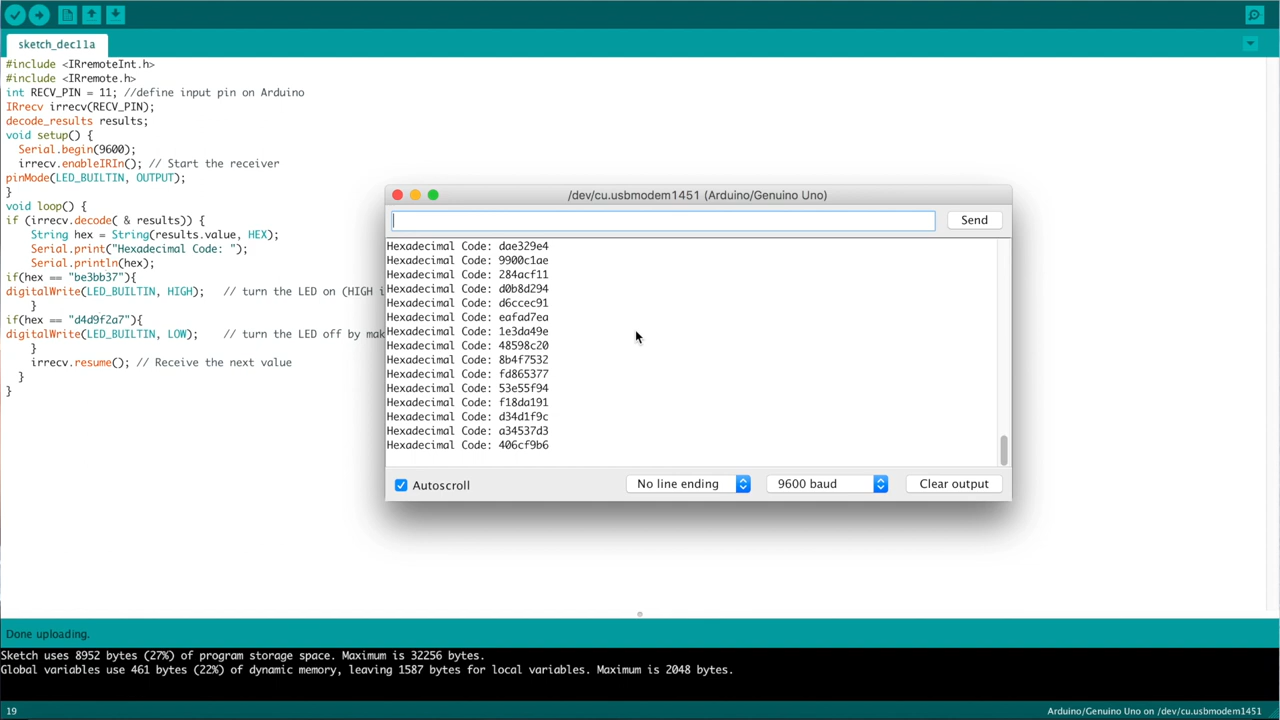 sketch_dec11a
#include <IRremoteInt.h>
#include <IRremote.h>
int RECV_PIN = 11; //define input pin on Arduino
IRrecv irrecv(RECV_PIN);
decode_results results;
void setup() {
Serial.begin(9600);
irrecv.enableIRIn(); // Start the receiver
pinMode(LED_BUILTIN, OUTPUT);
}
void loop() {
if (irrecv.decode( & results)) {
String hex = String(results.value, HEX);
Serial.print("Hexadecimal Code: ");
Serial.println(hex);
if(hex == "be3bb37"){
digitalWrite(LED_BUILTIN, HIGH);   // turn the LED on (HIGH i
}
if(hex == "d4d9f2a7"){
digitalWrite(LED_BUILTIN, LOW);    // turn the LED off by mak
}
irrecv.resume(); // Receive the next value
}
}
/dev/cu.usbmodem1451 (Arduino/Genuino Uno)
Send
Hexadecimal Code: dae329e4
Hexadecimal Code: 9900c1ae
Hexadecimal Code: 284acf11
Hexadecimal Code: d0b8d294
Hexadecimal Code: d6ccec91
Hexadecimal Code: eafad7ea
Hexadecimal Code: 1e3da49e
Hexadecimal Code: 48598c20
Hexadecimal Code: 8b4f7532
Hexadecimal Code: fd865377
Hexadecimal Code: 53e55f94
Hexadecimal Code: f18da191
Hexadecimal Code: d34d1f9c
Hexadecimal Code: a34537d3
Hexadecimal Code: 406cf9b6
Autoscroll
No line ending
9600 baud
Clear output
Done uploading.
Sketch uses 8952 bytes (27%) of program storage space. Maximum is 32256 bytes.
Global variables use 461 bytes (22%) of dynamic memory, leaving 1587 bytes for local variables. Maximum is 2048 bytes.
19
Arduino/Genuino Uno on /dev/cu.usbmodem1451